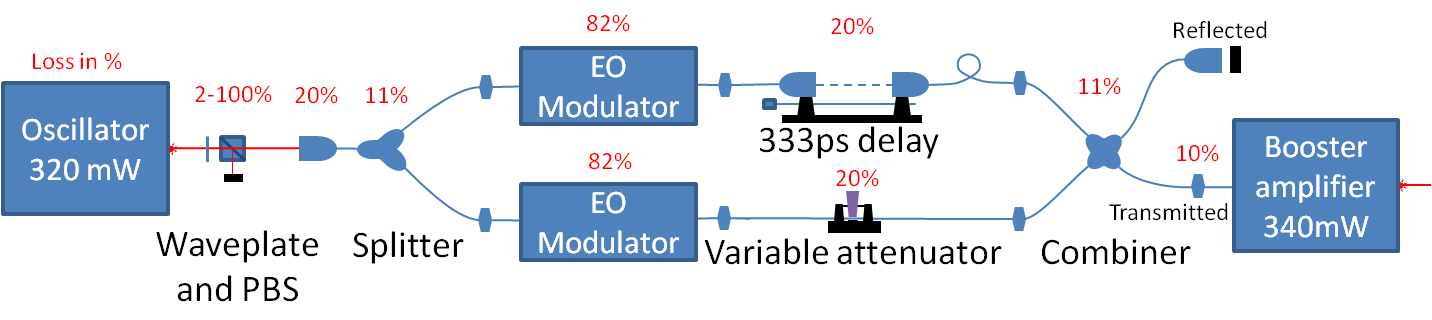 Loss in %
Oscillator
320 mW
2-100%
20%
11%
Waveplate
and PBS
Splitter
82%
EO
Modulator
82%
EO
Modulator
20%
333ps delay
20%
Variable attenuator
11%
Combiner
Reflected
10%
Transmitted
Booster
amplifier
340mW